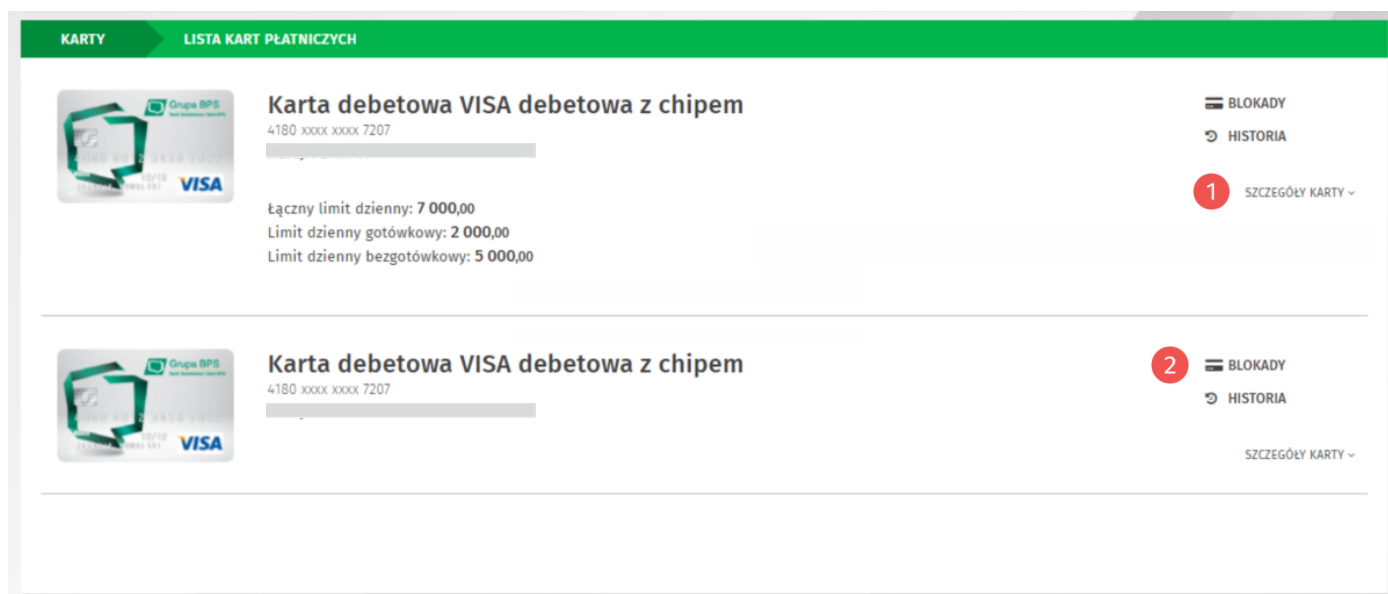 KARTY LISTA KART PŁATNICZYCH
Grupa BPS
VISA
Karta debetowa VISA debetowa z chipem
4180 xxxx xxxx 7207
Łączny limit dzienny: 7 000,00
Limit dzienny gotówkowy: 2 000,00
Limit dzienny bezgotówkowy: 5 000,00
BLOKADY
HISTORIA
1 SZCZEGÓŁY KARTY
Grupa BPS
VISA
Karta debetowa VISA debetowa z chipem
4180 xxxx xxxx 7207
2 BLOKADY
HISTORIA
SZCZEGÓŁY KARTY